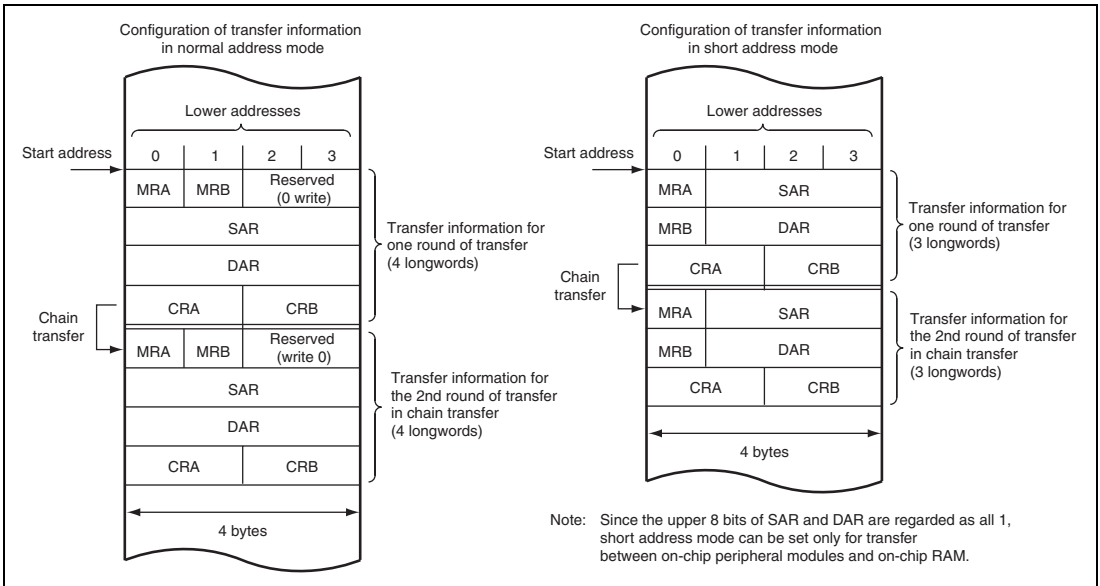 Configuration of transfer information
in normal address mode
Lower addresses
Start address
0 1 2 3
MRA MRB Reserved
(0 write)
SAR
DAR
CRA CRB
Transfer information for
one round of transfer
(4 longwords)
Chain
transfer
MRA MRB Reserved
(write 0)
SAR
DAR
CRA CRB
Transfer information for
the 2nd round of transfer
in chain transfer
(4 longwords)
4 bytes
Configuration of transfer information
in short address mode
Lower addresses
Start address
0 1 2 3
MRA SAR
MRB DAR
CRA CRB
Transfer information for
one round of transfer
(3 longwords)
Chain
transfer
MRA SAR
MRB DAR
CRA CRB
Transfer information for
the 2nd round of transfer
in chain transfer
(3 longwords)
4 bytes
Note: Since the upper 8 bits of SAR and DAR are regarded as all 1,
short address mode can be set only for transfer
between on-chip peripheral modules and on-chip RAM.